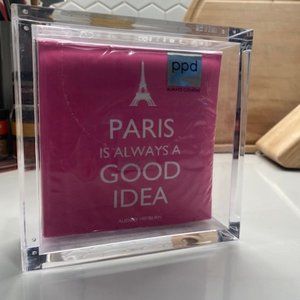 ppd
PARIS
IS ALWAYS A
GOOD
IDEA
AUDREY HEPBURN